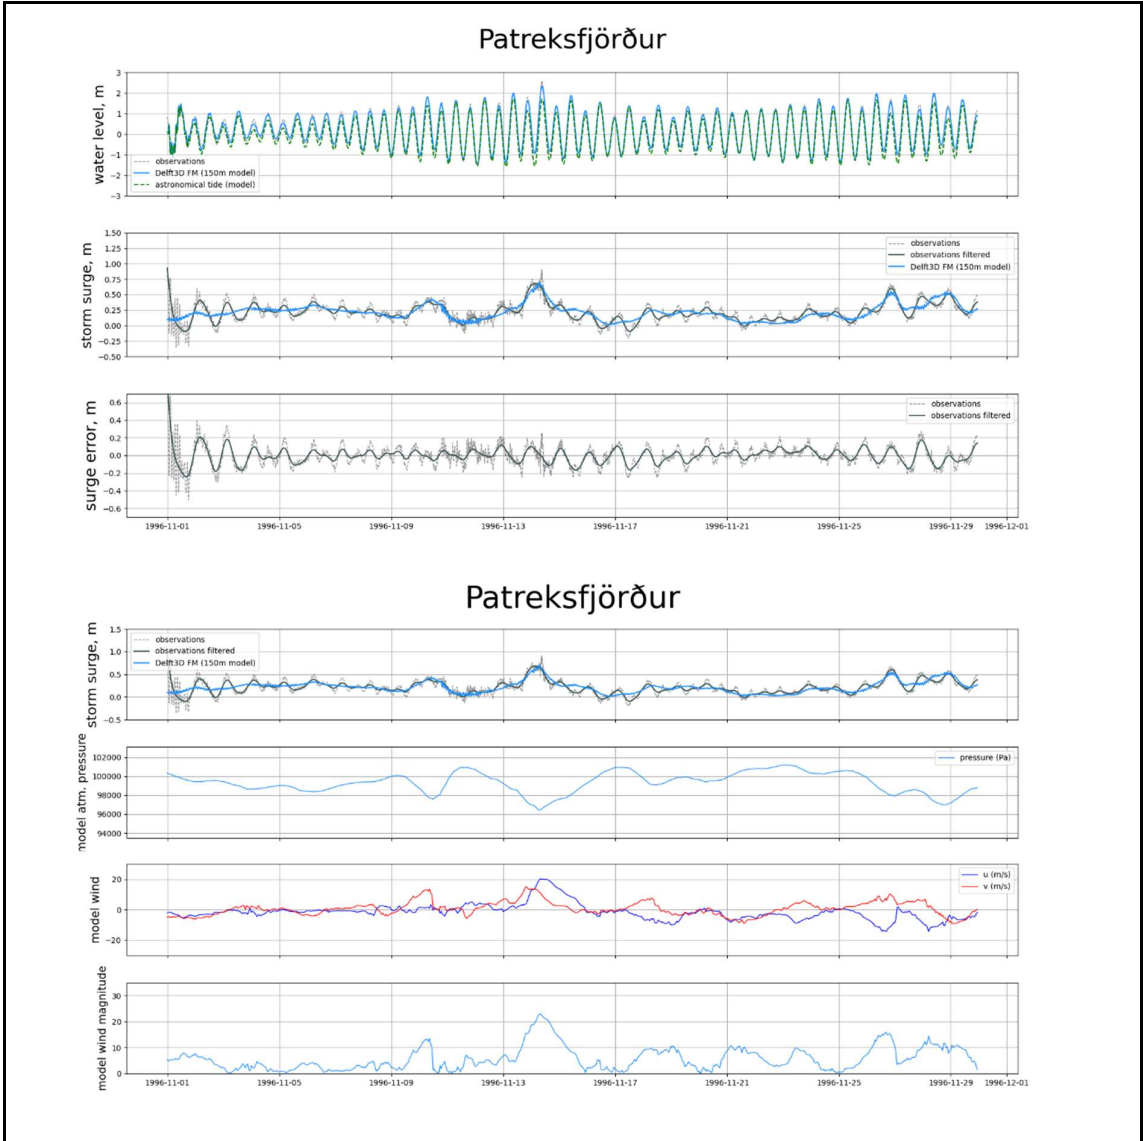 Patreksfjörður
water level, m
3
2
1
0
−1
−2
−3
observations
Delft3D FM (150m model)
astronomical tide (model)
storm surge, m
1.50
1.25
1.00
0.75
0.50
0.25
0.00
−0.25
−0.50
observations
observations filtered
Delft3D FM (150m model)
surge error, m
0.6
0.4
0.2
0.0
−0.2
−0.4
−0.6
observations
observations filtered
1996-11-01 1996-11-05 1996-11-09 1996-11-13 1996-11-17 1996-11-21 1996-11-25 1996-11-29 1996-12-01
Patreksfjörður
storm surge, m
1.5
1.0
0.5
0.0
−0.5
observations
observations filtered
Delft3D FM (150m model)
model atm. pressure
102000
100000
98000
96000
94000
pressure (Pa)
model wind
20
0
−20
u (m/s)
v (m/s)
model wind magnitude
30
20
10
0
1996-11-01 1996-11-05 1996-11-09 1996-11-13 1996-11-17 1996-11-21 1996-11-25 1996-11-29 1996-12-01